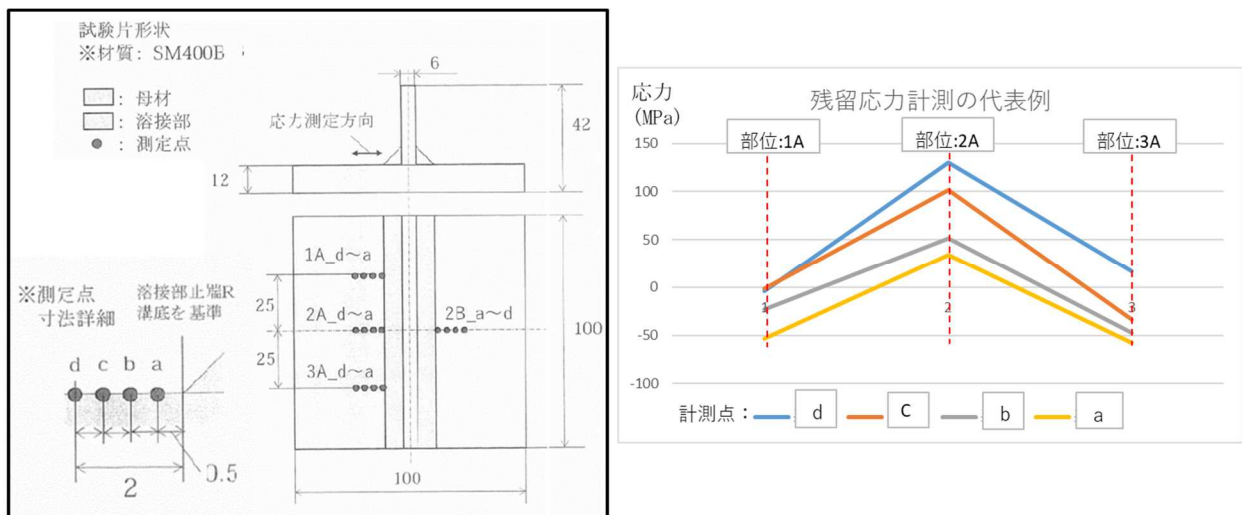 試験片形状
※材質: SM400B
: 母材
: 溶接部
: 測定点
応力測定方向
6
42
12
1A_d~a
25
2A_d~a
2B_a~d
25
3A_d~a
100
100
※測定点
寸法詳細
溶接部止端R
溝底を基準
d c b a
0.5
2
応力
(MPa)
残留応力計測の代表例
部位:1A
部位:2A
部位:3A
150
100
50
0
-50
-100
1
2
3
計測点: d C b a